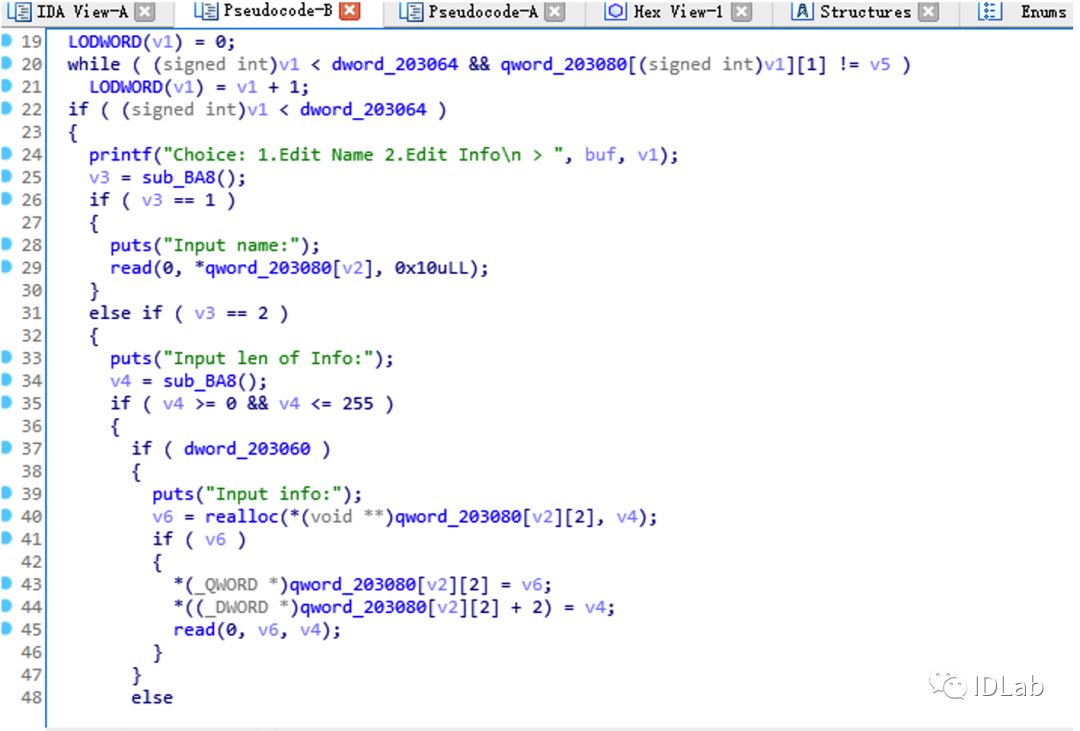 IDA View-A Pseudocode-B Pseudocode-A Hex View-1 Structures Enums
19 LODWORD(v1) = 0;
20 while ( (signed int)v1 < dword_203064 && qword_203080[(signed int)v1][1] != v5 )
21 LODWORD(v1) = v1 + 1;
22 if ( (signed int)v1 < dword_203064 )
23 {
24 printf("Choice: 1.Edit Name 2.Edit Info\n > ", buf, v1);
25 v3 = sub_BA8();
26 if ( v3 == 1 )
27 {
28 puts("Input name:");
29 read(0, *qword_203080[v2], 0x10uLL);
30 }
31 else if ( v3 == 2 )
32 {
33 puts("Input len of Info:");
34 v4 = sub_BA8();
35 if ( v4 >= 0 && v4 <= 255 )
36 {
37 if ( dword_203060 )
38 {
39 puts("Input info:");
40 v6 = realloc(*(void **)qword_203080[v2][2], v4);
41 if ( v6 )
42 {
43 *(_QWORD *)qword_203080[v2][2] = v6;
44 *((_DWORD *)qword_203080[v2][2] + 2) = v4;
45 read(0, v6, v4);
46 }
47 }
48 else
IDLab